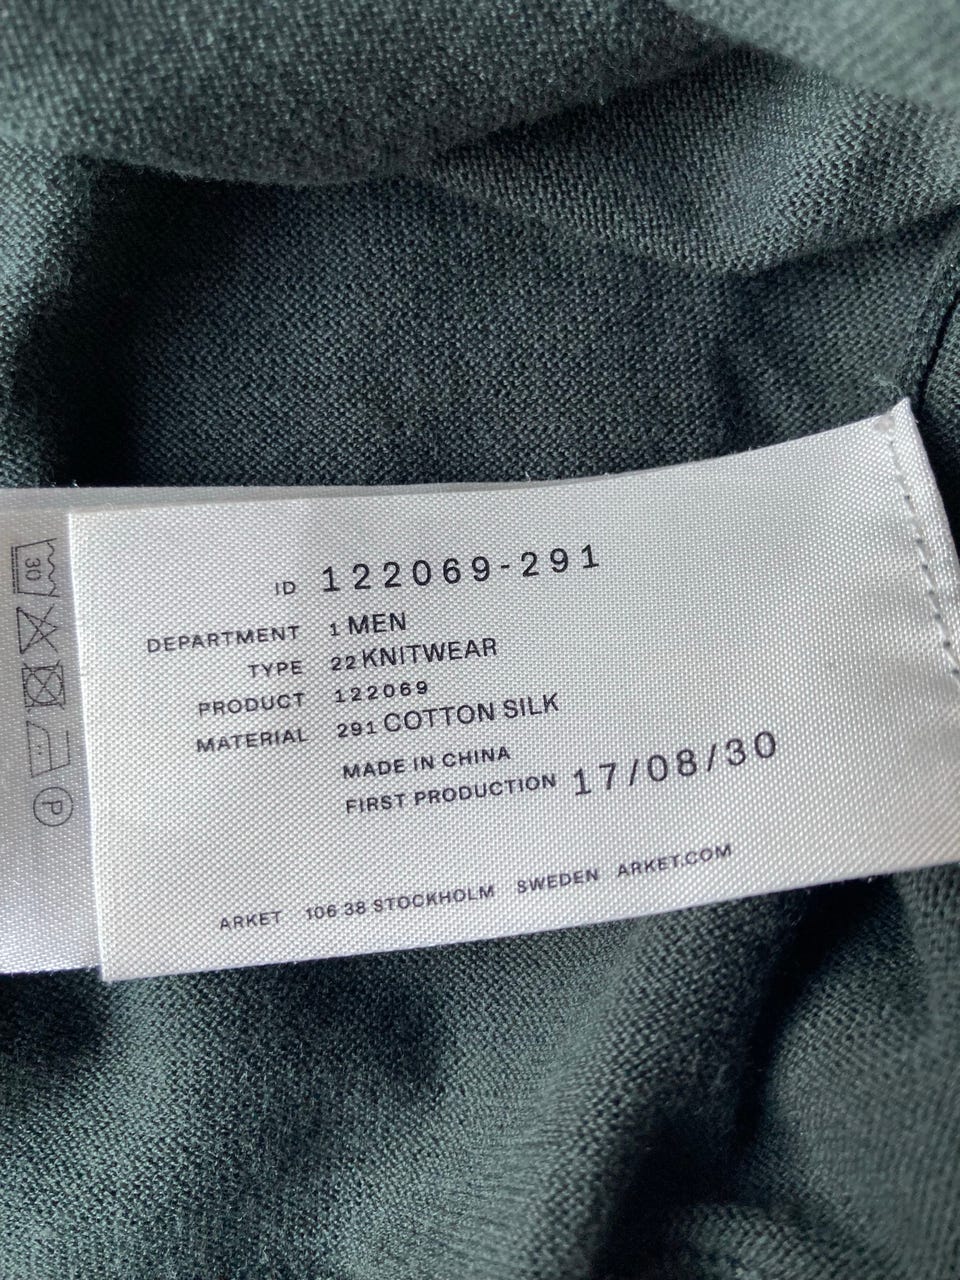 ID 122069-291
DEPARTMENT 1 MEN
TYPE 22 KNITWEAR
PRODUCT 122069
MATERIAL 291 COTTON SILK
MADE IN CHINA
FIRST PRODUCTION 17/08/30
ARKET 106 38 STOCKHOLM SWEDEN ARKET.COM
30
P